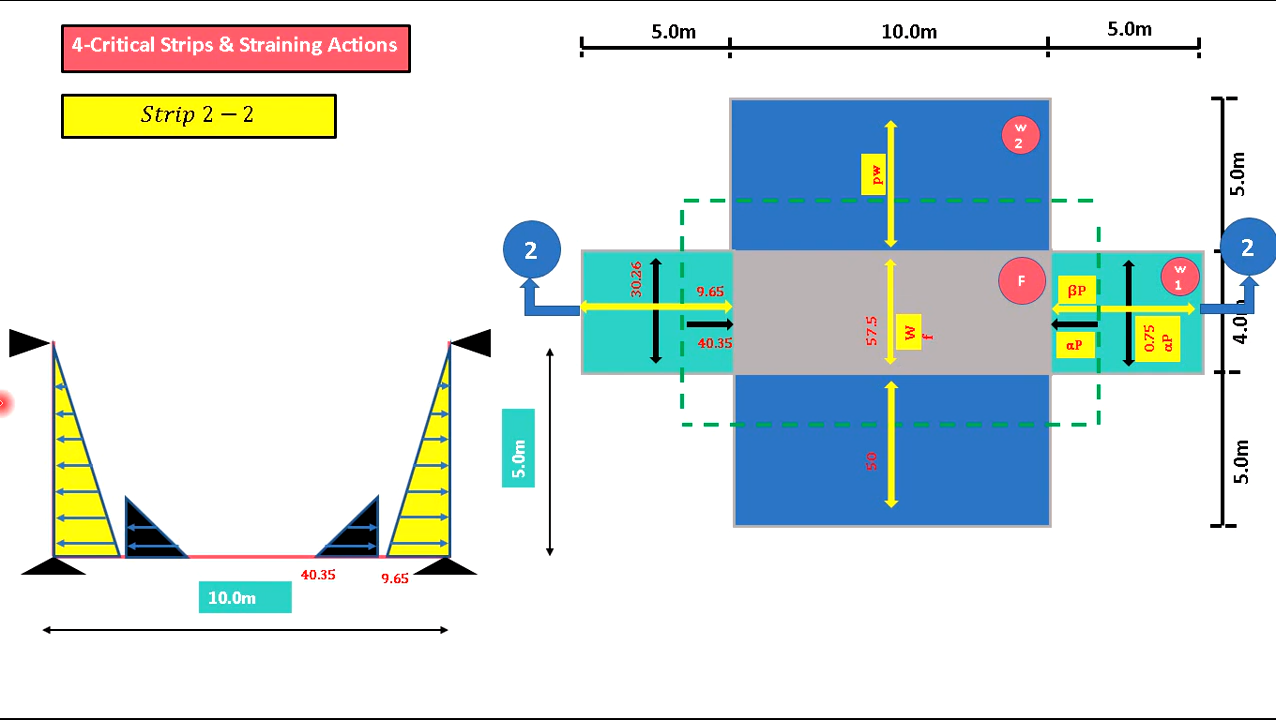 4-Critical Strips & Straining Actions
Strip 2 − 2
5.0m
10.0m
5.0m
w
2
pw
5.0m
2
2
30.26
9.65
40.35
57.5
W
f
F
βP
αP
0.75
αP
w
1
4.0m
50
5.0m
5.0m
40.35
9.65
10.0m